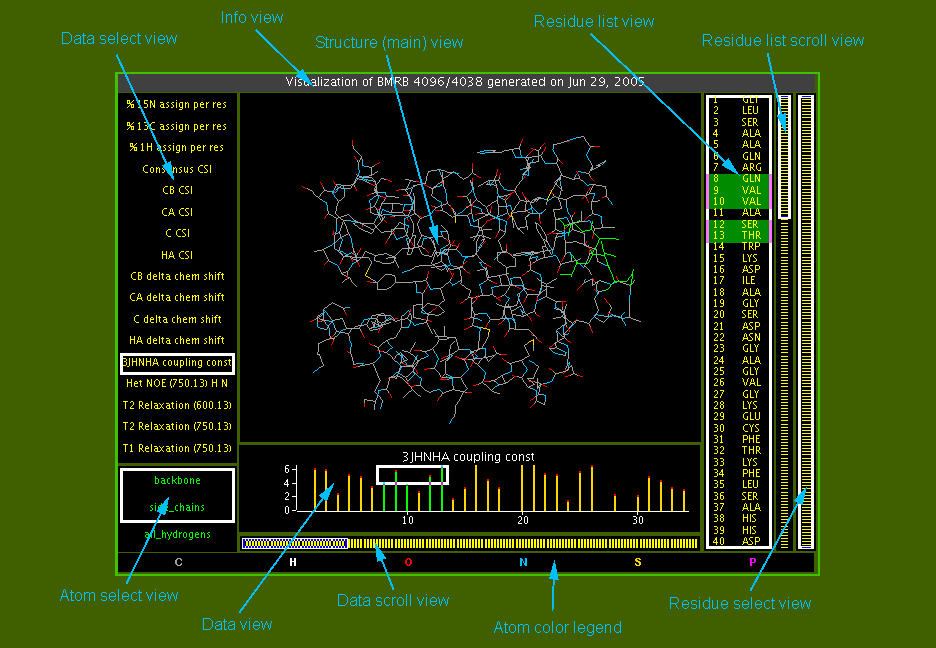 Info view
Residue list view
Data select view
Structure (main) view
Residue list scroll view
Visualization of BMRB 4096/4038 generated on Jun 29, 2005
%15N assign per res
%13C assign per res
%1H assign per res
Consensus CSI
CB CSI
CA CSI
C CSI
HA CSI
CB delta chem shift
CA delta chem shift
C delta chem shift
HA delta chem shift
3JHNHA coupling const
Het NOE (750.13) H N
T2 Relaxation (600.13)
T2 Relaxation (750.13)
T1 Relaxation (750.13)
backbone
side_chains
all_hydrogens
1 GLY
2 LEU
3 SER
4 ALA
5 ALA
6 GLN
7 ARG
8 GLN
9 VAL
10 VAL
11 ALA
12 SER
13 THR
14 TRP
15 LYS
16 ASP
17 ILE
18 ALA
19 GLY
20 SER
21 ASP
22 ASN
23 GLY
24 ALA
25 GLY
26 VAL
27 GLY
28 LYS
29 GLU
30 CYS
31 PHE
32 THR
33 LYS
34 PHE
35 LEU
36 SER
37 ALA
38 HIS
39 HIS
40 ASP
3JHNHA coupling const
6
4
2
0
10 20 30
C H O N S P
Atom select view
Data view
Data scroll view
Atom color legend
Residue select view